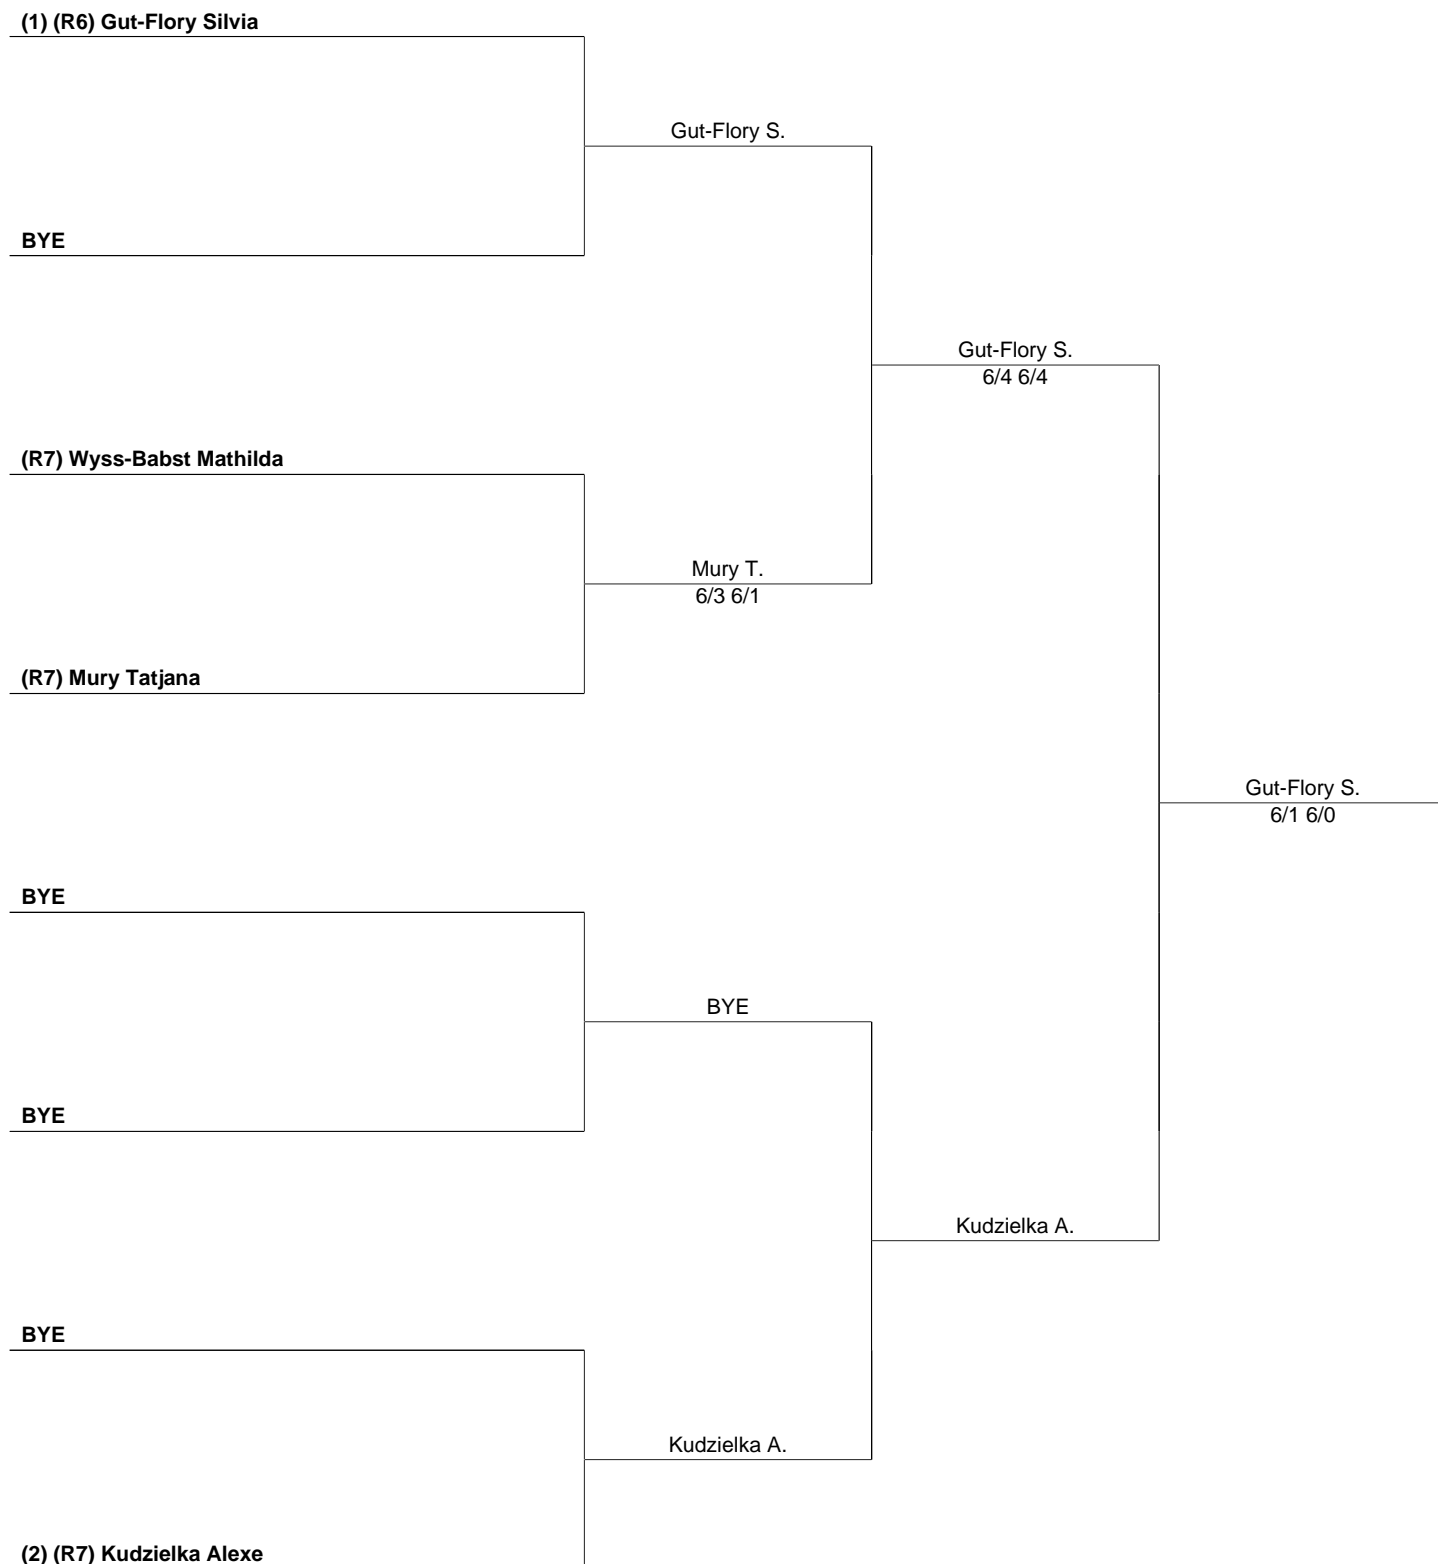 (1) (R6) Gut-Flory Silvia
Gut-Flory S.
BYE
Gut-Flory S.
6/4 6/4
(R7) Wyss-Babst Mathilda
Mury T.
6/3 6/1
(R7) Mury Tatjana
Gut-Flory S.
6/1 6/0
BYE
BYE
BYE
Kudzielka A.
BYE
Kudzielka A.
(2) (R7) Kudzielka Alexe